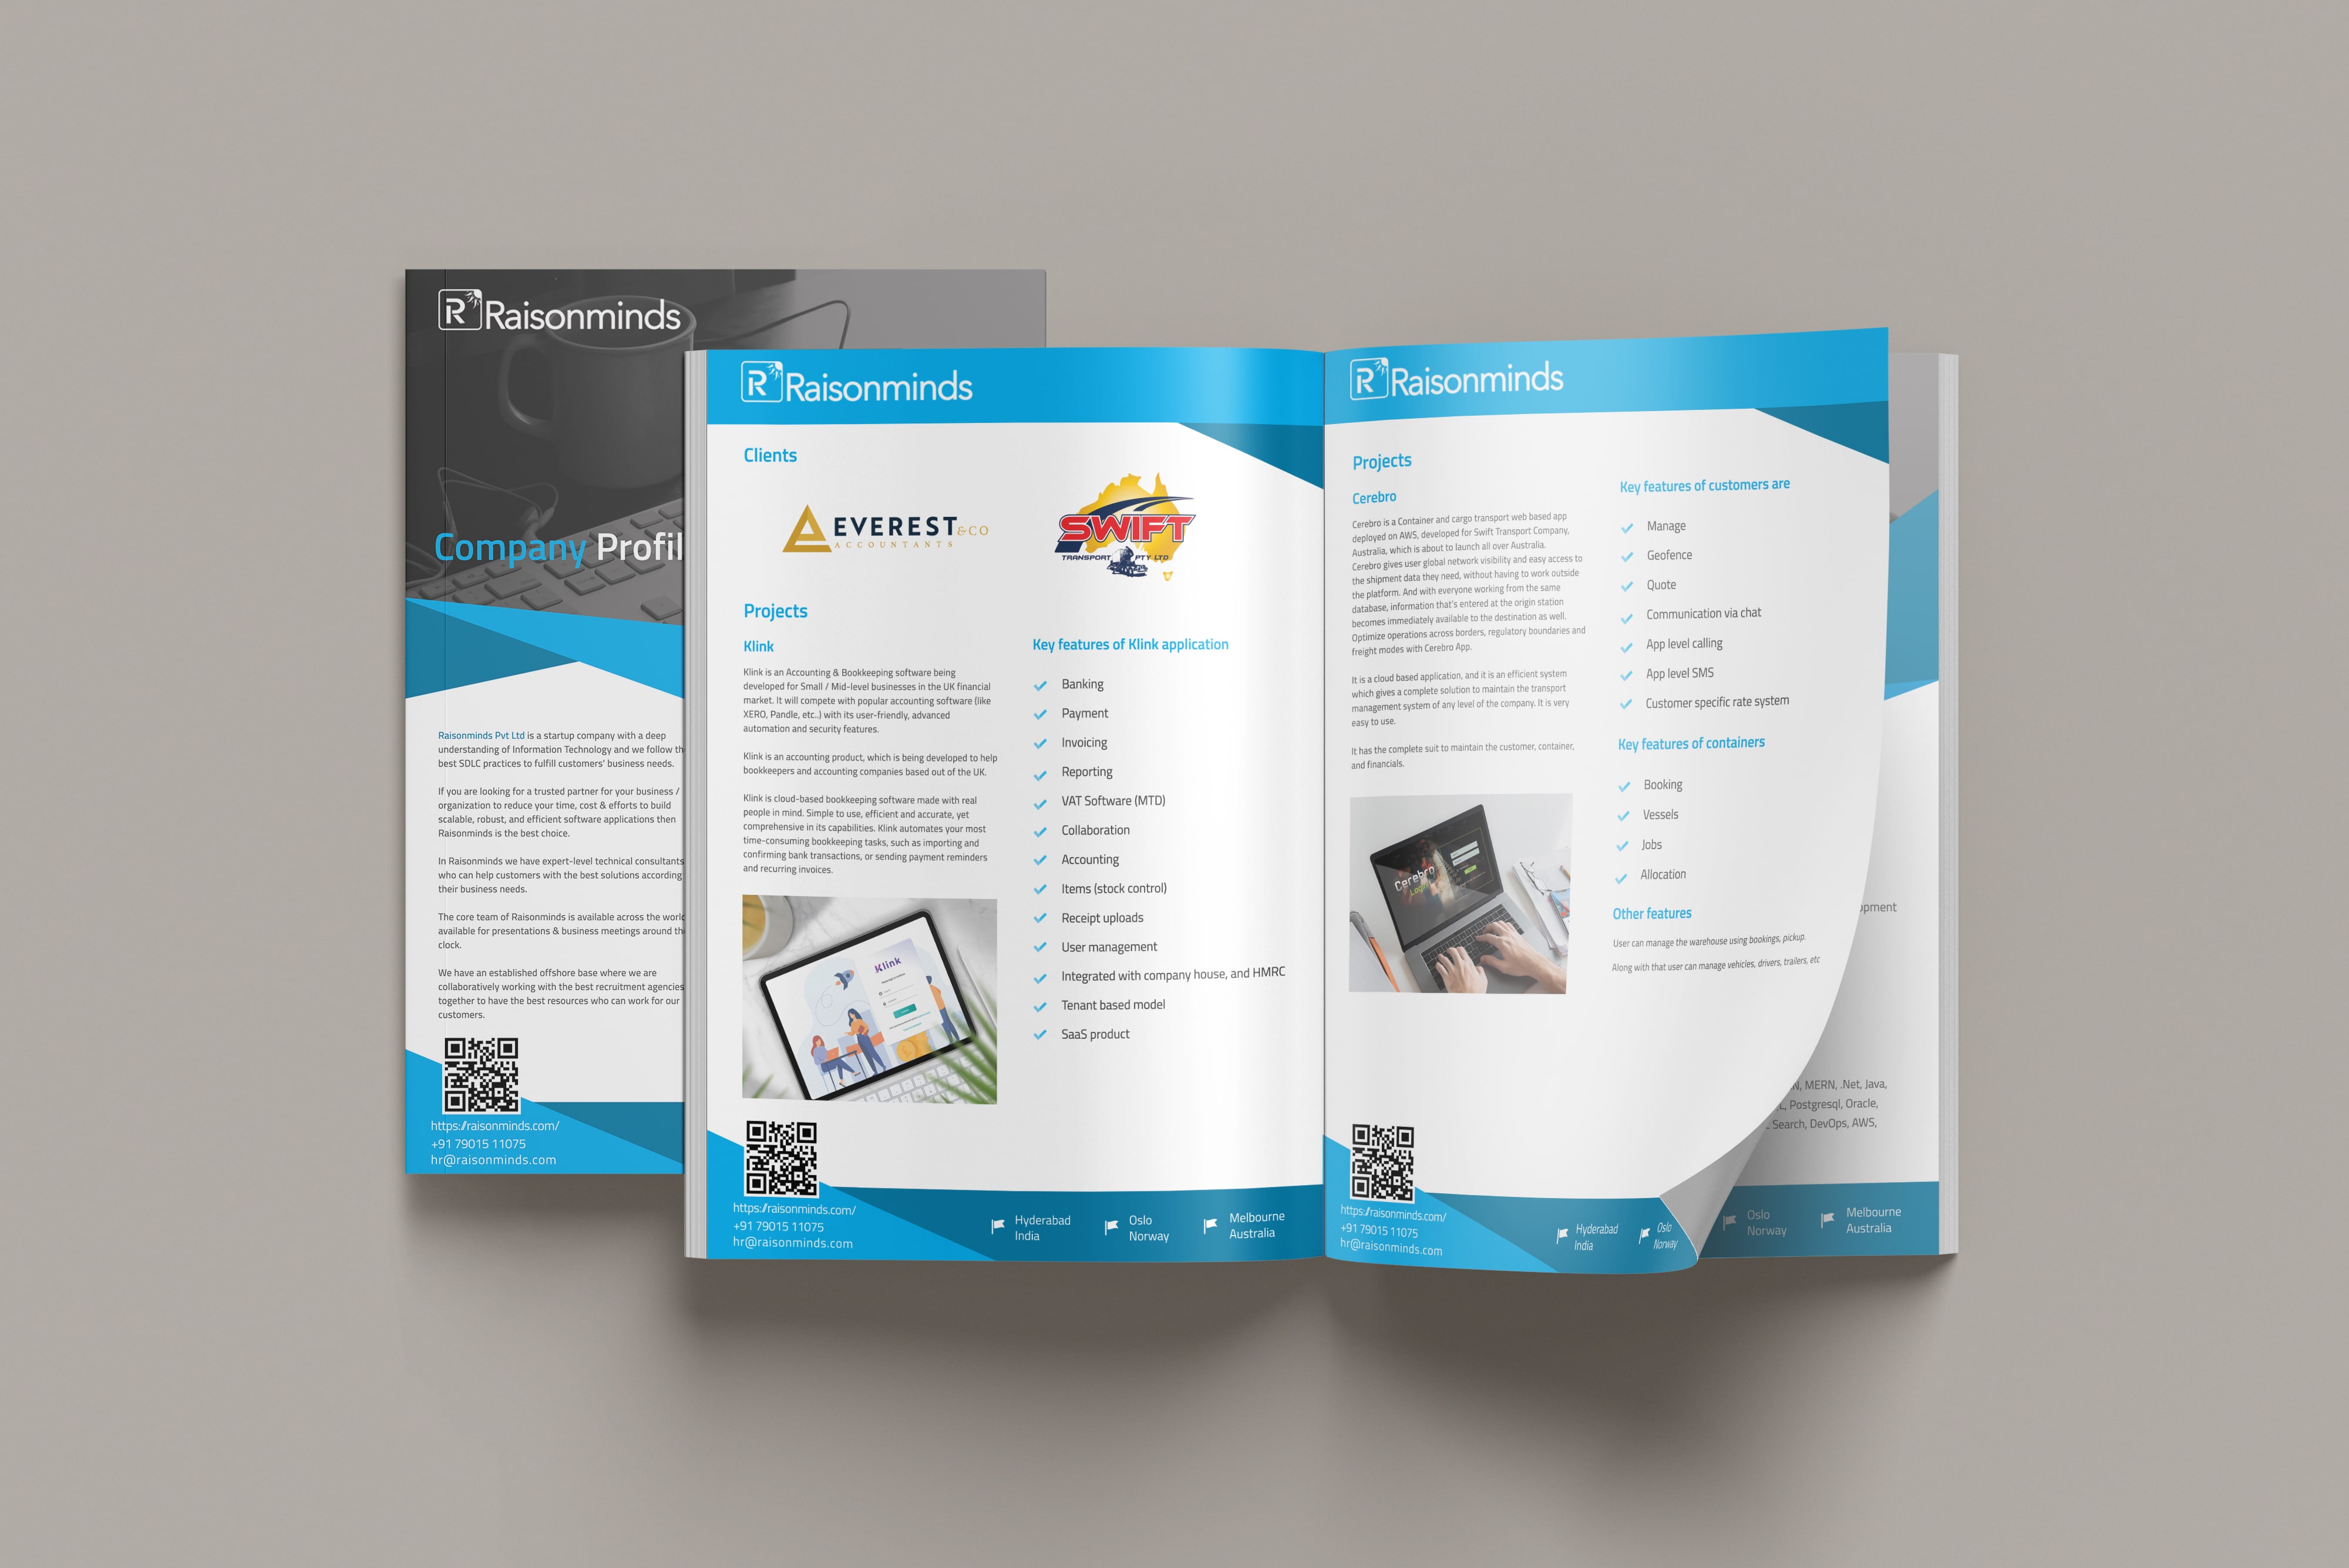 Raisonminds
Company Profil
Raisonminds Pvt Ltd is a startup company with a deep
understanding of Information Technology and we follow
best SDLC practices to fulfill customers' business needs.
If you are looking for a trusted partner for your business /
organization to reduce your time, cost & efforts to build
scalable, robust, and efficient software applications then
Raisonminds is the best choice.
In Raisonminds we have expert-level technical consultants
who can help customers with the best solutions according
their business needs.
The core team of Raisonminds is available across the world
available for presentations & business meetings around
clock.
We have an established offshore base where we are
collaboratively working with the best recruitment agencies
together to have the best resources who can work for our
customers.
https://raisonminds.com/
+91 79015 11075
hr@raisonminds.com
Raisonminds
Clients
EVEREST & CO
ACCOUNTANTS
SWIFT
TRANSPORT PTY LTD
Projects
Klink
Klink is an Accounting & Bookkeeping software being
developed for Small / Mid-level businesses in the UK financial
market. It will compete with popular accounting software (like
XERO, Pandle, etc..) with its user-friendly, advanced
automation and security features.
Klink is an accounting product, which is being developed to help
bookkeepers and accounting companies based out of the UK.
Klink is cloud-based bookkeeping software made with real
people in mind. Simple to use, efficient and accurate, yet
comprehensive in its capabilities. Klink automates your most
time-consuming bookkeeping tasks, such as importing and
confirming bank transactions, or sending payment reminders
and recurring invoices.
Klink
Key features of Klink application
Banking
Payment
Invoicing
Reporting
VAT Software (MTD)
Collaboration
Accounting
Items (stock control)
Receipt uploads
User management
Integrated with company house, and HMRC
Tenant based model
SaaS product
https://raisonminds.com/
+91 79015 11075
hr@raisonminds.com
Hyderabad
India
Oslo
Norway
Melbourne
Australia
Raisonminds
Projects
Cerebro
Cerebro is a Container and cargo transport web based app
deployed on AWS, developed for Swift Transport Company,
Australia, which is about to launch all over Australia.
Cerebro gives user global network visibility and easy access to
the shipment data they need, without having to work outside
the platform. And with everyone working from the same
database, information that's entered at the origin station
becomes immediately available to the destination as well.
Optimize operations across borders, regulatory boundaries and
freight modes with Cerebro App.
It is a cloud based application, and it is an efficient system
which gives a complete solution to maintain the transport
management system of any level of the company. It is very
easy to use.
It has the complete suit to maintain the customer, container,
and financials.
Cerebro
Login
Key features of customers are
Manage
Geofence
Quote
Communication via chat
App level calling
App level SMS
Customer specific rate system
Key features of containers
Booking
Vessels
Jobs
Allocation
Other features
User can manage the warehouse using bookings, pickup.
Along with that user can manage vehicles, drivers, trailers, etc
https://raisonminds.com/
+91 79015 11075
hr@raisonminds.com
Hyderabad
India
Oslo
Norway
opment
MERN, .Net, Java,
Postgresql, Oracle,
Search, DevOps, AWS,
Oslo
Norway
Melbourne
Australia